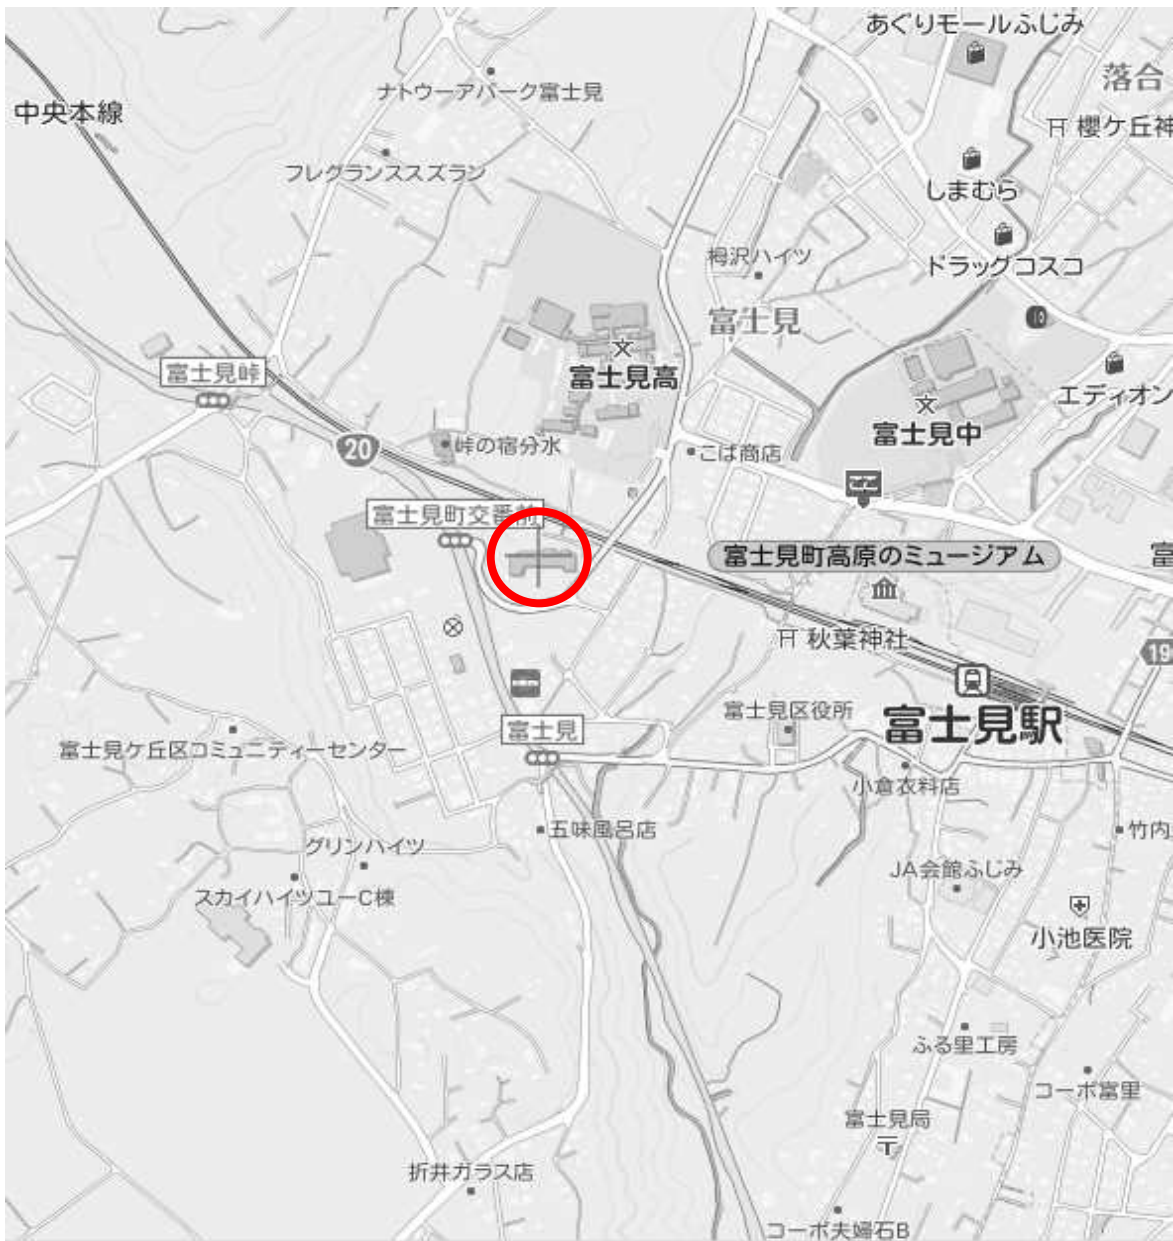 あぐりモールふじみ
落合
ナトウーアパーク富士見
中央本線
櫻ケ丘神
フレグランススズラン
しまむら
栂沢ハイツ
ドラッグコスコ
富士見
富士見峠
富士見高
エディオン
富士見中
20
峠の宿分水
こば商店
富士見町交番前
富士見町高原のミュージアム
富
秋葉神社
19
富士見区役所
富士見駅
富士見
富士見ケ丘区コミュニティーセンター
小倉衣料店
五味風呂店
竹内
グリンハイツ
JA会館ふじみ
スカイハイツユーC棟
小池医院
ふる里工房
コーポ富里
富士見局
折井ガラス店
コーポ夫婦石B